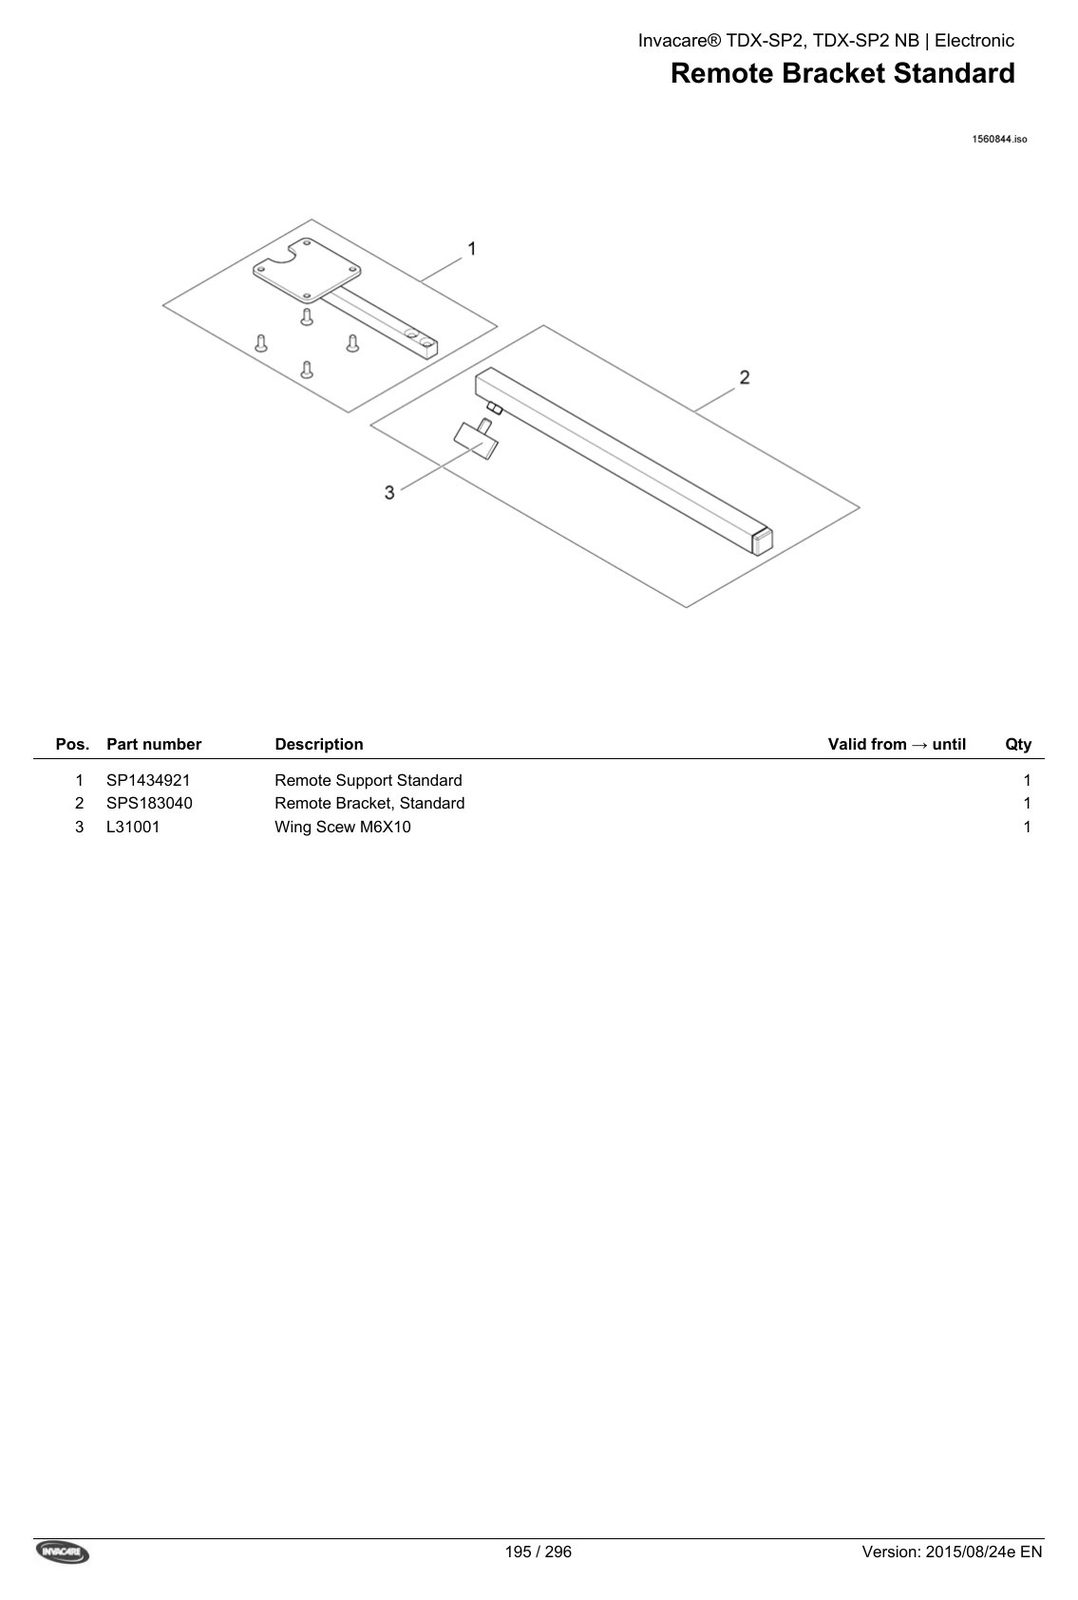 Invacare® TDX-SP2, TDX-SP2 NB | Electronic
Remote Bracket Standard
1560844.iso
1
2
3
Pos. Part number Description Valid from → until Qty
1 SP1434921 Remote Support Standard 1
2 SPS183040 Remote Bracket, Standard 1
3 L31001 Wing Scew M6X10 1
INVACARE 195 / 296 Version: 2015/08/24e EN